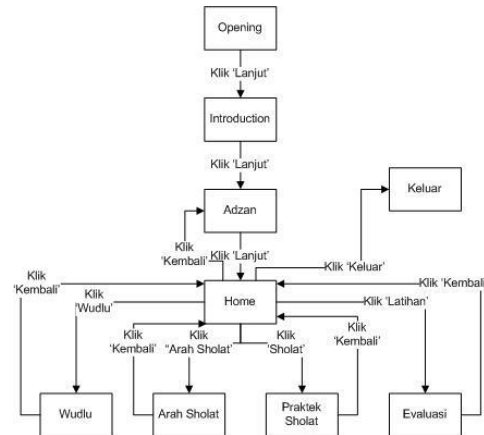 Opening
Klik 'Lanjut'
Introduction
Klik 'Lanjut'
Adzan
Keluar
Klik
'Kembali'
Klik 'Lanjut'
Klik 'Keluar'
Klik
'Kembali'
Klik
'Wudlu'
Home
Klik 'Kembali
Klik 'Latihan'
Klik
'Kembali'
Klik
"Arah Sholat'
Klik
'Sholat'
Klik
'Kembali'
Wudlu
Arah Sholat
Praktek
Sholat
Evaluasi